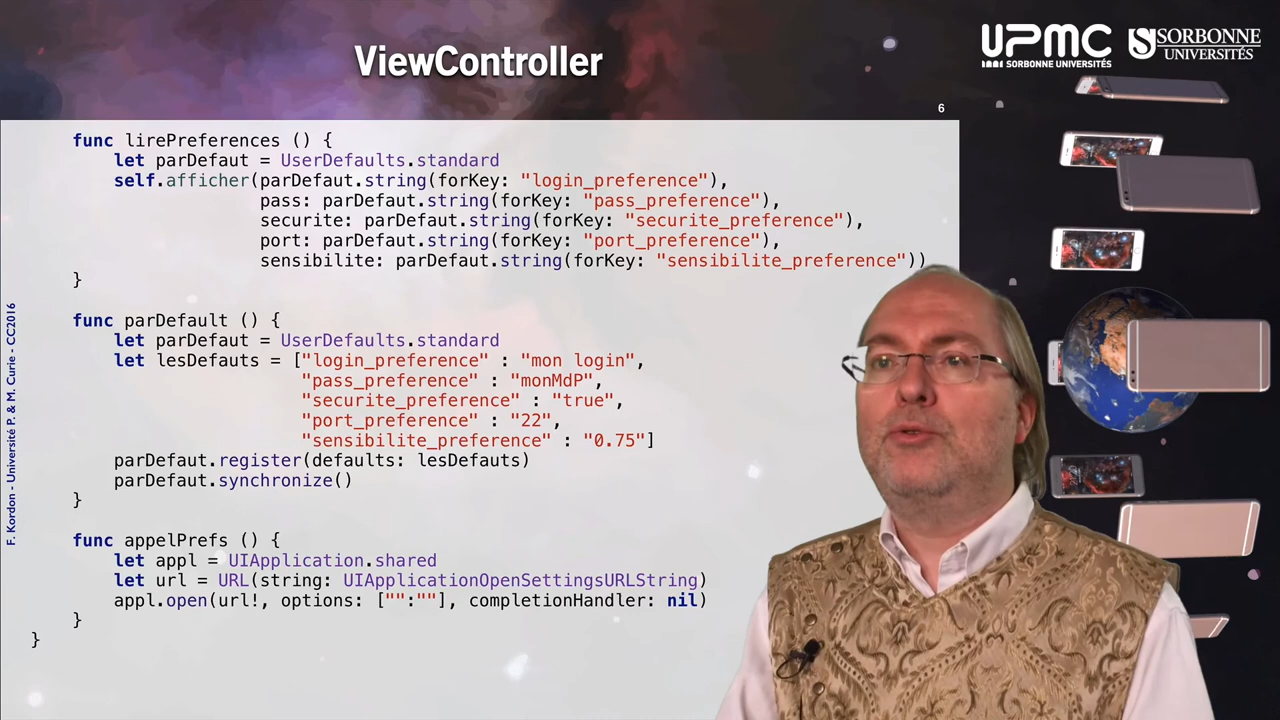 ViewController
UPMC
SORBONNE UNIVERSITÉS
SORBONNE
UNIVERSITÉS
6
func lirePreferences () {
let parDefaut = UserDefaults.standard
self.afficher(parDefaut.string(forKey: "login_preference"),
pass: parDefaut.string(forKey: "pass_preference"),
securite: parDefaut.string(forKey: "securite_preference"),
port: parDefaut.string(forKey: "port_preference"),
sensibilite: parDefaut.string(forKey: "sensibilite_preference"))
}
func parDefault () {
let parDefaut = UserDefaults.standard
let lesDefauts = ["login_preference" : "mon login",
"pass_preference" : "monMdP",
"securite_preference" : "true",
"port_preference" : "22",
"sensibilite_preference" : "0.75"]
parDefaut.register(defaults: lesDefauts)
parDefaut.synchronize()
}
func appelPrefs () {
let appl = UIApplication.shared
let url = URL(string: UIApplicationOpenSettingsURLString)
appl.open(url!, options: ["":""], completionHandler: nil)
}
}
F. Kordon - Université P. & M. Curie - CC2016